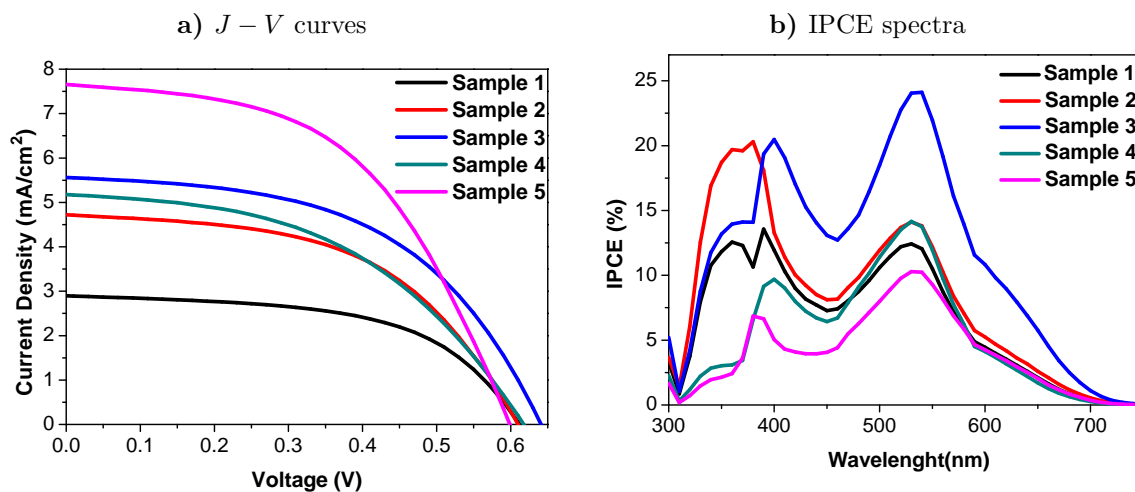 a) J − V curves
8
7
6
5
4
3
2
1
0
Current Density (mA/cm²)
Sample 1
Sample 2
Sample 3
Sample 4
Sample 5
0.0 0.1 0.2 0.3 0.4 0.5 0.6
Voltage (V)
b) IPCE spectra
25
20
15
10
5
0
IPCE (%)
Sample 1
Sample 2
Sample 3
Sample 4
Sample 5
300 400 500 600 700
Wavelenght(nm)